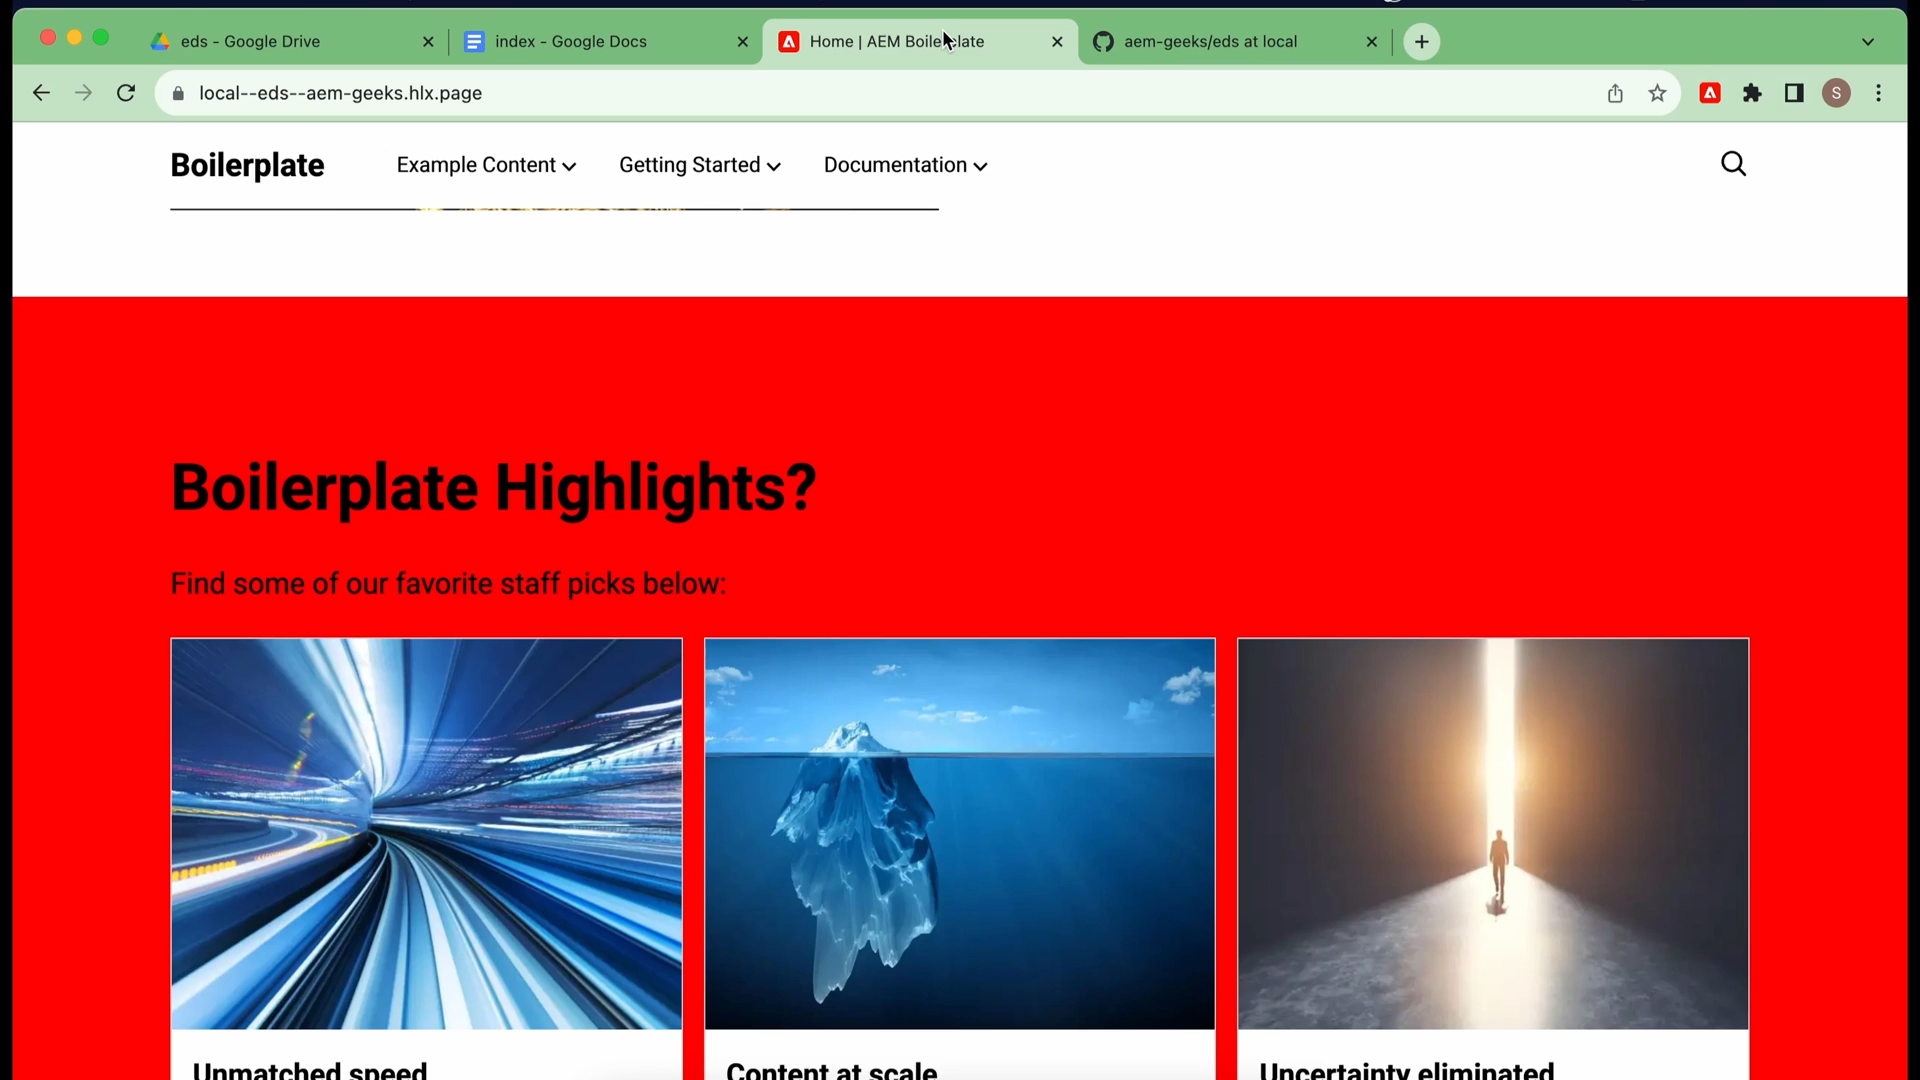 eds - Google Drive
index - Google Docs
Home | AEM Boilerplate
aem-geeks/eds at local
local--eds--aem-geeks.hlx.page
S
Boilerplate
Example Content
Getting Started
Documentation
Boilerplate Highlights?
Find some of our favorite staff picks below:
Unmatched speed
Content at scale
Uncertainty eliminated